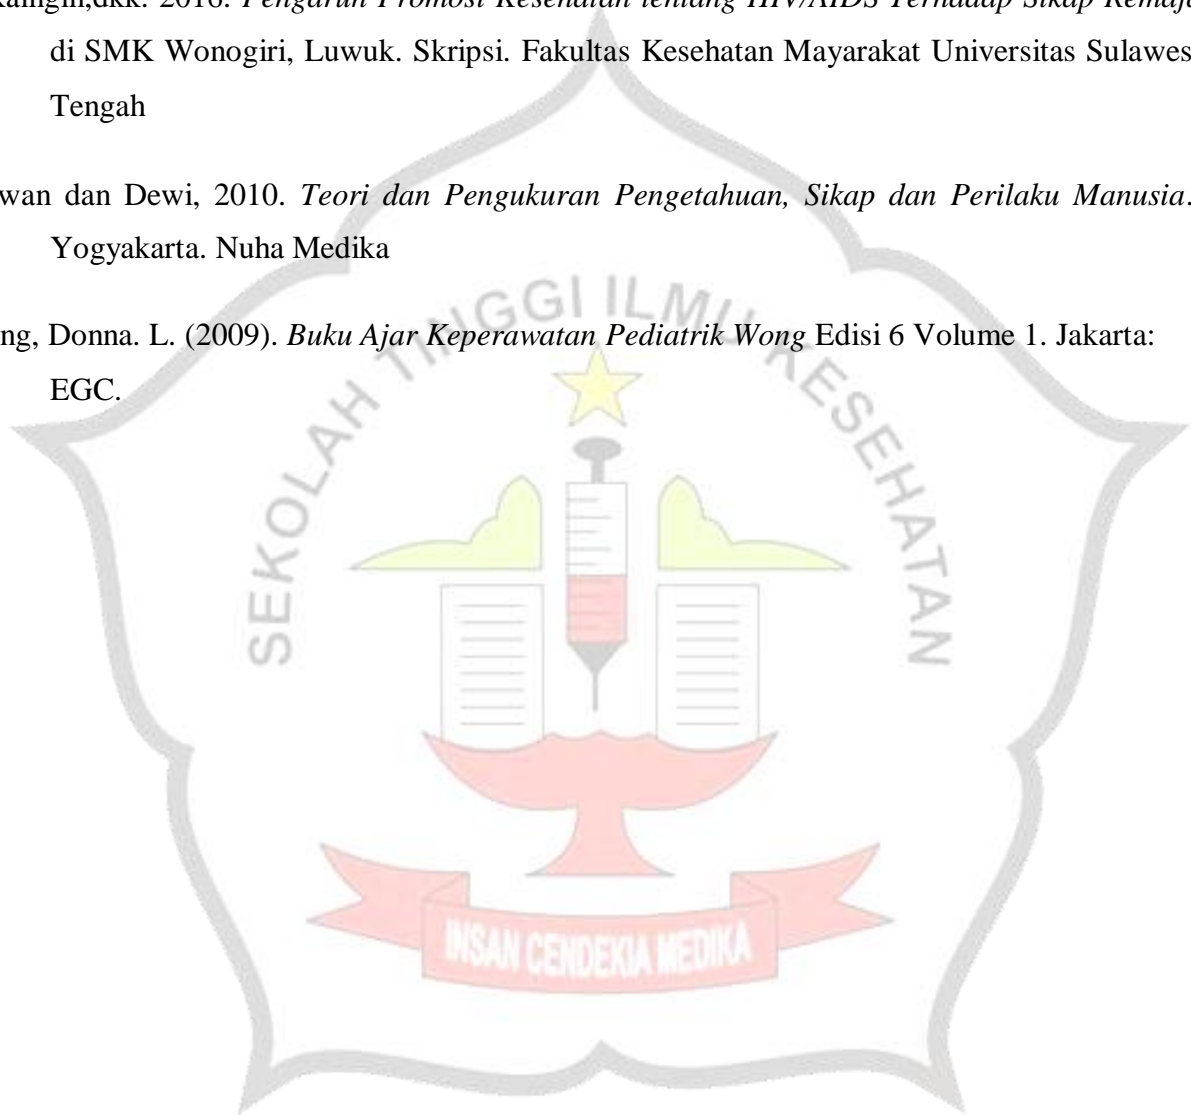 dkk. 2016. Pengaruh Promosi Kesehatan tentang HIV/AIDS Terhadap Sikap
di SMK Wonogiri, Luwuk. Skripsi. Fakultas Kesehatan Mayarakat Universitas Sulawes
Tengah
wan dan Dewi, 2010. Teori dan Pengukuran Pengetahuan, Sikap dan Perilaku Manusia.
Yogyakarta. Nuha Medika
ng, Donna. L. (2009). Buku Ajar Keperawatan Pediatrik Wong Edisi 6 Volume 1. Jakarta:
EGC.
SEKOLAH TINGGI ILMU KESEHATAN
INSAN CENDEKIA MEDIKA